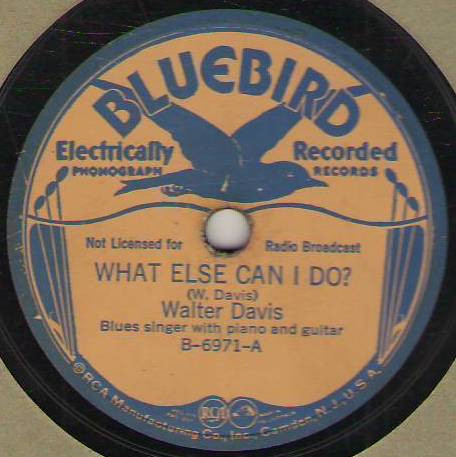 BLUEBIRD
Electrically Recorded
PHONOGRAPH RECORDS
Not Licensed for Radio Broadcast
WHAT ELSE CAN I DO?
(W. Davis)
Walter Davis
Blues singer with piano and guitar
B-6971-A
RCA
©RCA Manufacturing Co., Inc., Camden, N.J., U.S.A.